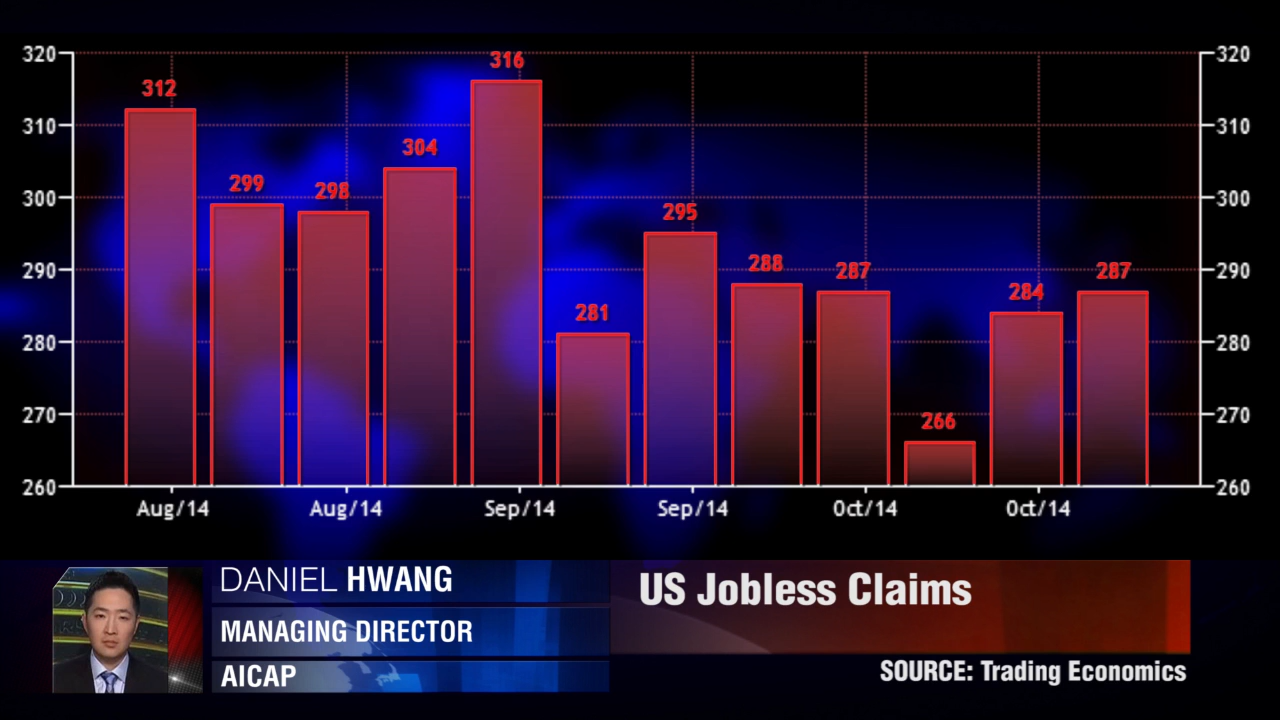 320 320
316
312
310 310
304
300 299 298 300
295
290 288 287 287 290
284
281
280 280
270 266 270
260 260
Aug/14 Aug/14 Sep/14 Sep/14 Oct/14 Oct/14
DANIEL HWANG
US Jobless Claims
MANAGING DIRECTOR
AICAP
SOURCE: Trading Economics